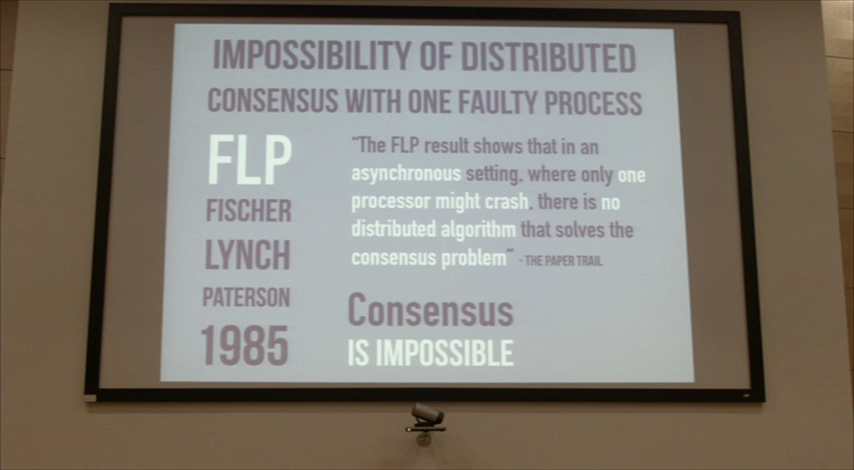 IMPOSSIBILITY OF DISTRIBUTED
CONSENSUS WITH ONE FAULTY PROCESS
FLP
FISCHER
LYNCH
PATERSON
1985
“The FLP result shows that in an
asynchronous setting, where only one
processor might crash, there is no
distributed algorithm that solves the
consensus problem” - THE PAPER TRAIL
Consensus
IS IMPOSSIBLE